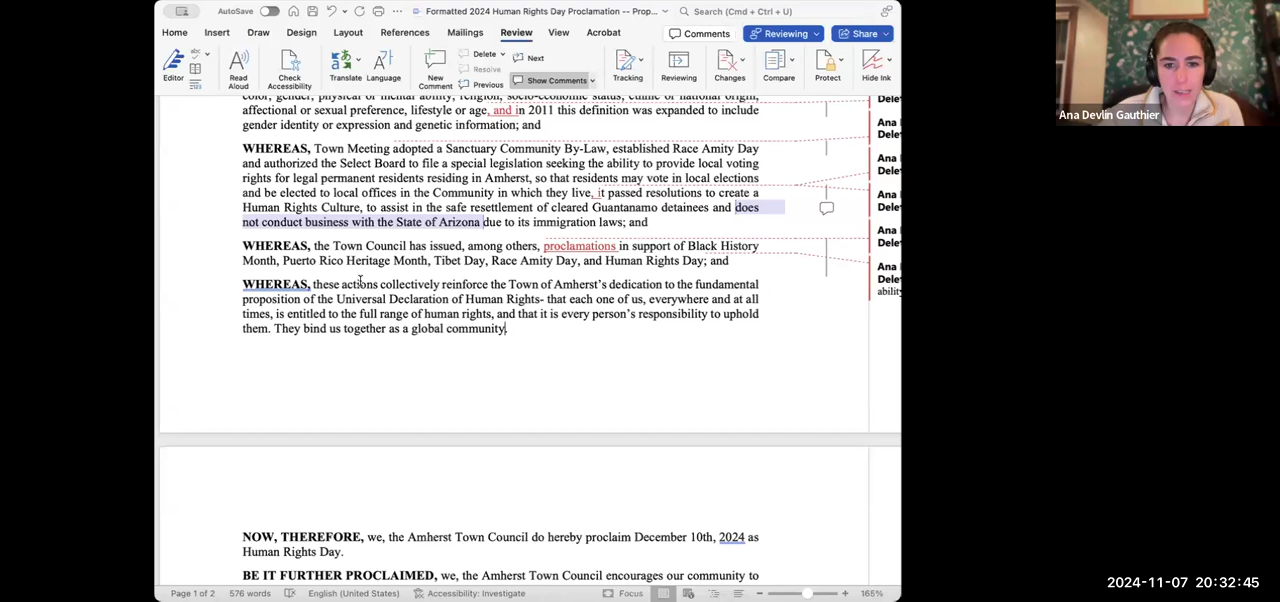 AutoSave
Formatted 2024 Human Rights Day Proclamation -- Prop...
Search (Cmd + Ctrl + U)
Home Insert Draw Design Layout References Mailings Review View Acrobat Comments Reviewing Share
Editor
Read Aloud
Check Accessibility
Translate
Language
New Comment
Delete
Resolve
Previous
Next
Show Comments
Tracking
Reviewing
Changes
Compare
Protect
Hide Ink
affectional or sexual preference, lifestyle or age, and in 2011 this definition was expanded to include
gender identity or expression and genetic information; and
WHEREAS, Town Meeting adopted a Sanctuary Community By-Law, established Race Amity Day
and authorized the Select Board to file a special legislation seeking the ability to provide local voting
rights for legal permanent residents residing in Amherst, so that residents may vote in local elections
and be elected to local offices in the Community in which they live, it passed resolutions to create a
Human Rights Culture, to assist in the safe resettlement of cleared Guantanamo detainees and does
not conduct business with the State of Arizona due to its immigration laws; and
WHEREAS, the Town Council has issued, among others, proclamations in support of Black History
Month, Puerto Rico Heritage Month, Tibet Day, Race Amity Day, and Human Rights Day; and
WHEREAS, these actions collectively reinforce the Town of Amherst's dedication to the fundamental
proposition of the Universal Declaration of Human Rights- that each one of us, everywhere and at all
times, is entitled to the full range of human rights, and that it is every person's responsibility to uphold
them. They bind us together as a global community.
NOW, THEREFORE, we, the Amherst Town Council do hereby proclaim December 10th, 2024 as
Human Rights Day.
BE IT FURTHER PROCLAIMED, we, the Amherst Town Council encourages our community to
Dele
Ana
Dele
Ana
Dele
Ana
Dele
Ana
Dele
Ana
Dele
ability
Page 1 of 2 576 words English (United States) Accessibility: Investigate Focus 165%
Ana Devlin Gauthier
2024-11-07 20:32:45